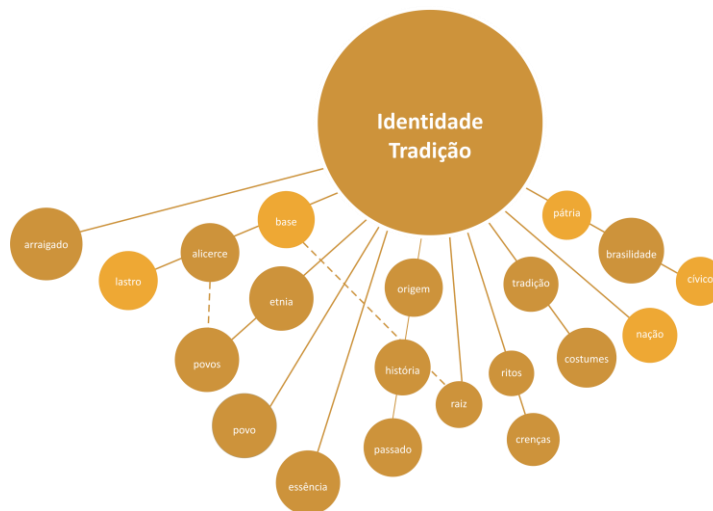 Identidade
Tradição
pátria
base
arraigado
alicerce
brasilidade
lastro
cívico
etnia
origem
tradição
nação
povos
história
ritos
costumes
raiz
povo
passado
crenças
essência